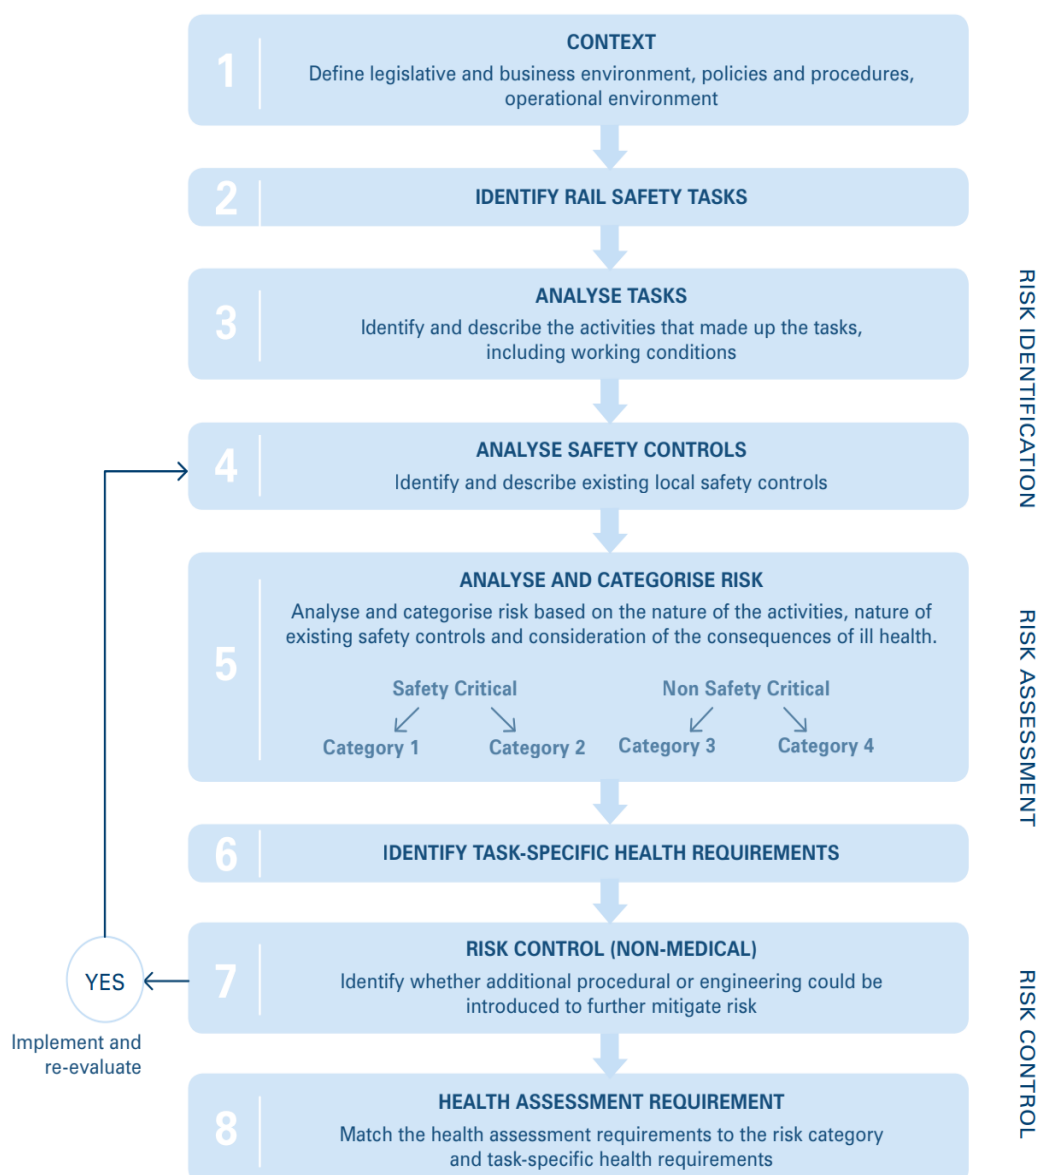 1
CONTEXT
Define legislative and business environment, policies and procedures,
operational environment
2
IDENTIFY RAIL SAFETY TASKS
3
ANALYSE TASKS
Identify and describe the activities that made up the tasks,
including working conditions
RISK IDENTIFICATION
4
ANALYSE SAFETY CONTROLS
Identify and describe existing local safety controls
5
ANALYSE AND CATEGORISE RISK
Analyse and categorise risk based on the nature of the activities, nature of
existing safety controls and consideration of the consequences of ill health.
Safety Critical
Non Safety Critical
Category 1
Category 2
Category 3
Category 4
RISK ASSESSMENT
6
IDENTIFY TASK-SPECIFIC HEALTH REQUIREMENTS
7
RISK CONTROL (NON-MEDICAL)
Identify whether additional procedural or engineering could be
introduced to further mitigate risk
YES
Implement and
re-evaluate
RISK CONTROL
8
HEALTH ASSESSMENT REQUIREMENT
Match the health assessment requirements to the risk category
and task-specific health requirements